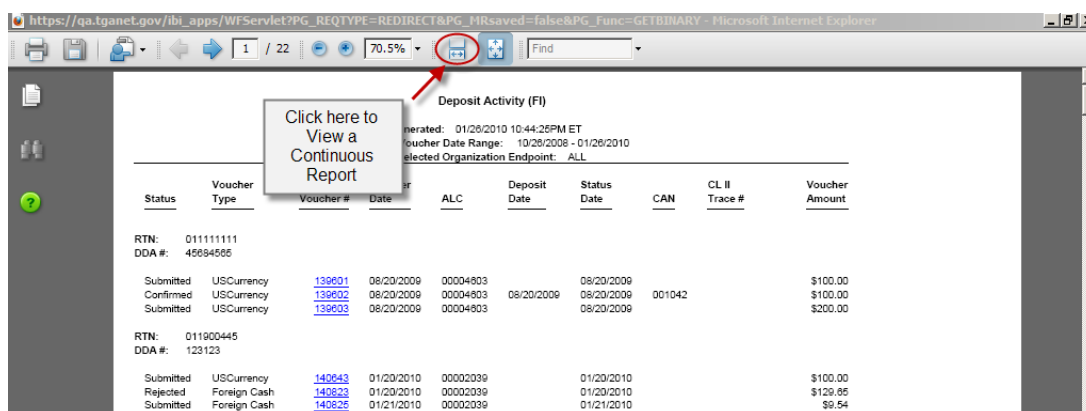 https://qa.tganet.gov/ibi_apps/WFServlet?PG_REQTYPE=REDIRECT&PG_MRsaved=false&PG_Func=GETBINARY - Microsoft Internet Explorer
1 / 22 70.5% Find
Deposit Activity (FI)
Click here to
View a
Continuous
Report
nerated: 01/26/2010 10:44:25PM ET
oucher Date Range: 10/26/2008 - 01/26/2010
elected Organization Endpoint: ALL
Voucher er Deposit Status CL II Voucher
Status Type Voucher # Date ALC Date Date CAN Trace # Amount
RTN: 011111111
DDA #: 45684565
Submitted USCurrency 139601 08/20/2009 00004603 08/20/2009 $100.00
Confirmed USCurrency 139602 08/20/2009 00004603 08/20/2009 08/20/2009 001042 $100.00
Submitted USCurrency 139603 08/20/2009 00004603 08/20/2009 $200.00
RTN: 011900445
DDA #: 123123
Submitted USCurrency 140643 01/20/2010 00002039 01/20/2010 $100.00
Rejected Foreign Cash 140823 01/20/2010 00002039 01/20/2010 $129.65
Submitted Foreign Cash 140825 01/21/2010 00002039 01/21/2010 $9.54